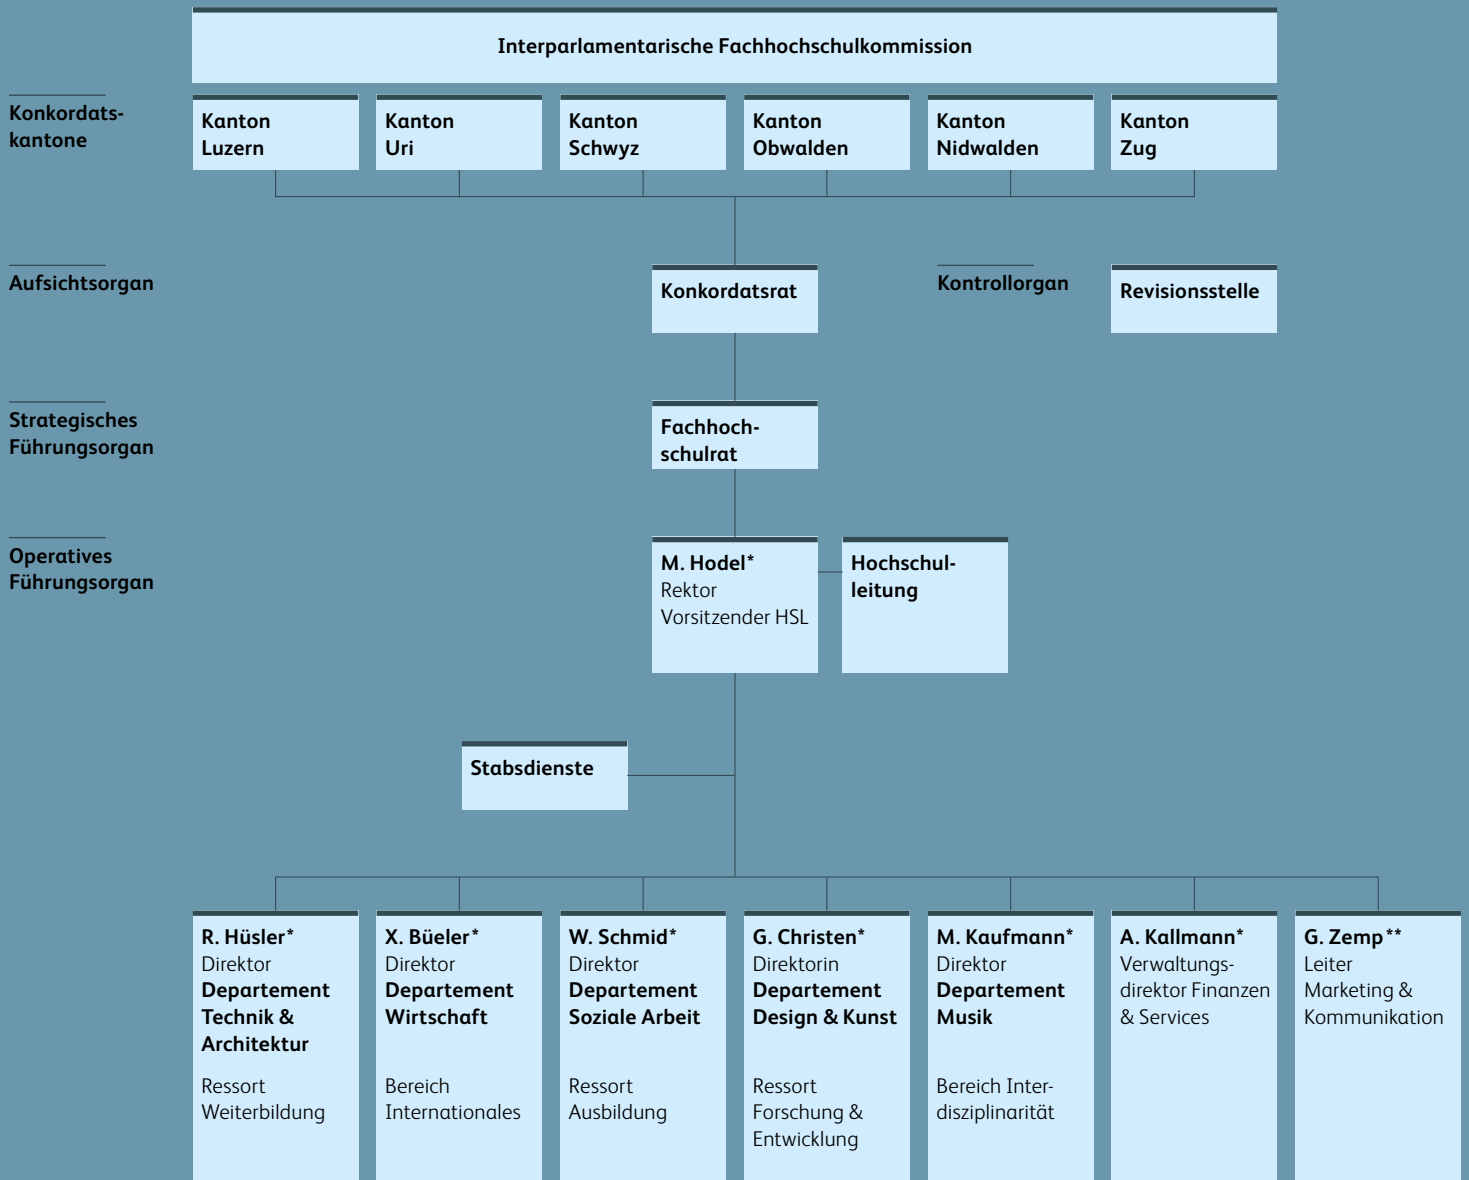 Interparlamentarische Fachhochschulkommission
Konkordats-
kantone
Kanton
Luzern
Kanton
Uri
Kanton
Schwyz
Kanton
Obwalden
Kanton
Nidwalden
Kanton
Zug
Aufsichtsorgan
Konkordatsrat
Kontrollorgan
Revisionsstelle
Strategisches
Führungsorgan
Fachhoch-
schulrat
Operatives
Führungsorgan
M. Hodel*
Rektor
Vorsitzender HSL
Hochschul-
leitung
Stabsdienste
R. Hüsler*
Direktor
Departement
Technik &
Architektur
Ressort
Weiterbildung
X. Büeler*
Direktor
Departement
Wirtschaft
Bereich
Internationales
W. Schmid*
Direktor
Departement
Soziale Arbeit
Ressort
Ausbildung
G. Christen*
Direktorin
Departement
Design & Kunst
Ressort
Forschung &
Entwicklung
M. Kaufmann*
Direktor
Departement
Musik
Bereich Inter-
disziplinarität
A. Kallmann*
Verwaltungs-
direktor Finanzen
& Services
G. Zemp**
Leiter
Marketing &
Kommunikation